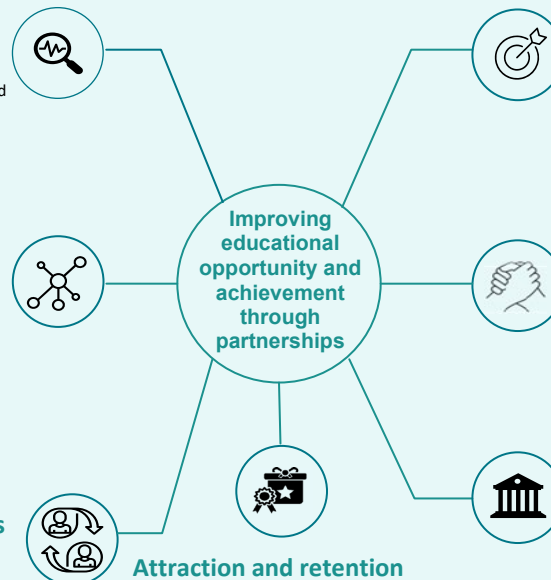 d
Improving
educational
opportunity and
achievement
through
partnerships
s
Attraction and retention